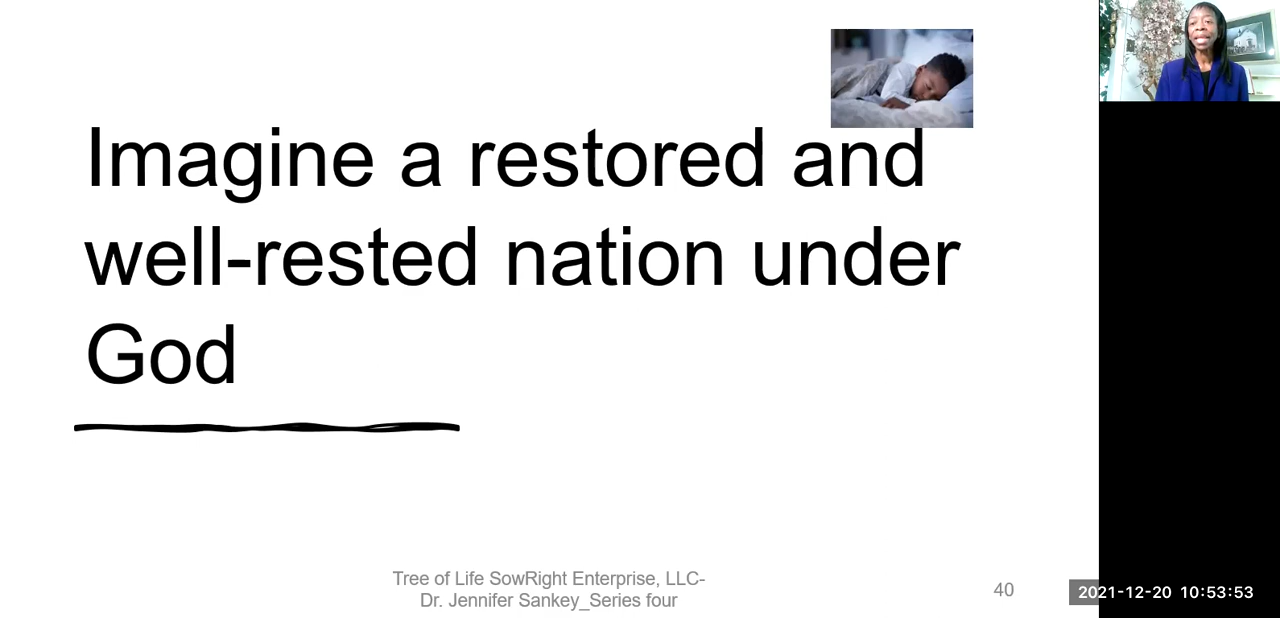 Imagine a restored and
well-rested nation under
God
Tree of Life SowRight Enterprise, LLC-
Dr. Jennifer Sankey_Series four
40
2021-12-20 10:53:53